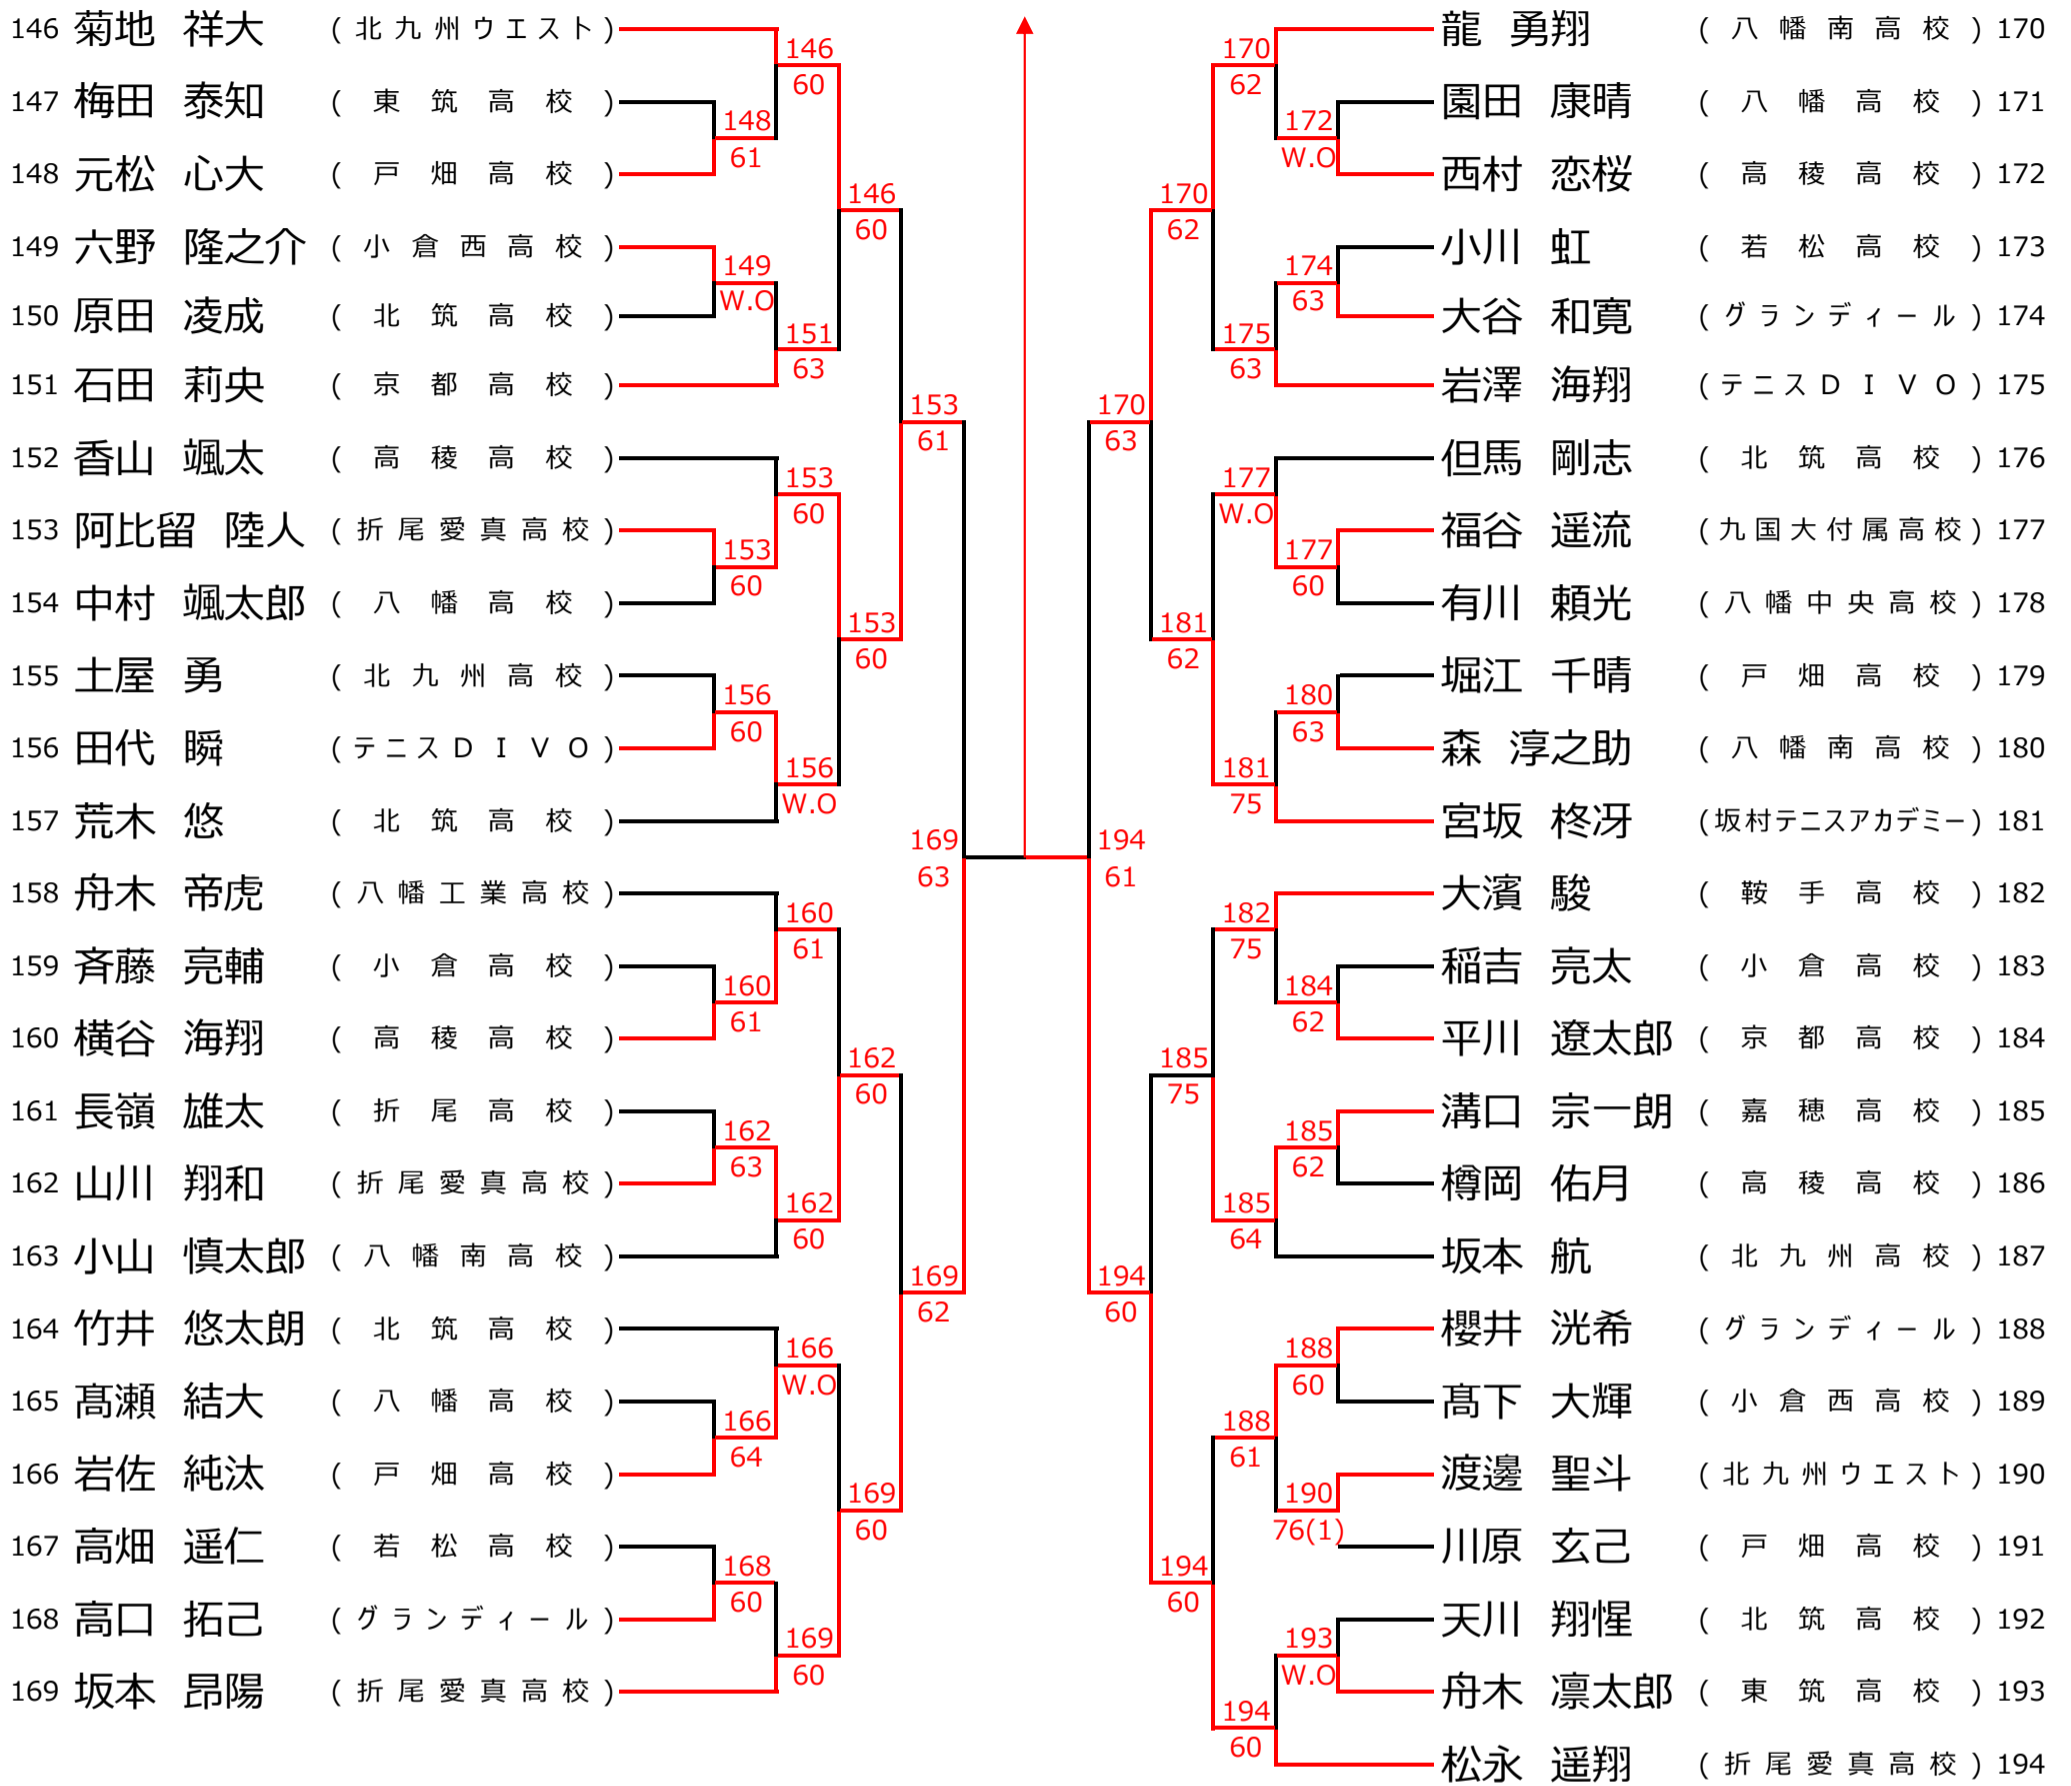 146 菊地 祥大 (北九州ウエスト)
147 梅田 泰知 (東筑高校)
148 元松 心大 (戸畑高校)
149 六野 隆之介 (小倉西高校)
150 原田 凌成 (北筑高校)
151 石田 莉央 (京都高校)
152 香山 颯太 (高稜高校)
153 阿比留 陸人 (折尾愛真高校)
154 中村 颯太郎 (八幡高校)
155 土屋 勇 (北九州高校)
156 田代 瞬 (テニスDIVO)
157 荒木 悠 (北筑高校)
158 舟木 帝虎 (八幡工業高校)
159 斉藤 亮輔 (小倉高校)
160 横谷 海翔 (高稜高校)
161 長嶺 雄太 (折尾高校)
162 山川 翔和 (折尾愛真高校)
163 小山 慎太郎 (八幡南高校)
164 竹井 悠太朗 (北筑高校)
165 髙瀬 結大 (八幡高校)
166 岩佐 純汰 (戸畑高校)
167 高畑 遥仁 (若松高校)
168 高口 拓己 (グランディール)
169 坂本 昂陽 (折尾愛真高校)
148
61
149
W.O
153
60
156
60
160
61
162
63
166
64
168
60
146
60
151
63
153
60
156
W.O
160
61
162
60
166
W.O
169
60
146
60
153
60
162
60
169
60
153
61
169
62
169
63
194
61
170
63
194
60
170
62
181
62
185
75
194
60
170
62
175
63
177
W.O
181
75
182
75
185
64
188
61
194
60
172
W.O
174
63
177
60
180
63
184
62
185
62
188
60
190
76(1)
193
W.O
龍 勇翔 (八幡南高校) 170
園田 康晴 (八幡高校) 171
西村 恋桜 (高稜高校) 172
小川 虹 (若松高校) 173
大谷 和寛 (グランディール) 174
岩澤 海翔 (テニスDIVO) 175
但馬 剛志 (北筑高校) 176
福谷 遥流 (九国大付属高校) 177
有川 頼光 (八幡中央高校) 178
堀江 千晴 (戸畑高校) 179
森 淳之助 (八幡南高校) 180
宮坂 柊冴 (坂村テニスアカデミー) 181
大濱 駿 (鞍手高校) 182
稲吉 亮太 (小倉高校) 183
平川 遼太郎 (京都高校) 184
溝口 宗一朗 (嘉穂高校) 185
樽岡 佑月 (高稜高校) 186
坂本 航 (北九州高校) 187
櫻井 洸希 (グランディール) 188
髙下 大輝 (小倉西高校) 189
渡邊 聖斗 (北九州ウエスト) 190
川原 玄己 (戸畑高校) 191
天川 翔惺 (北筑高校) 192
舟木 凛太郎 (東筑高校) 193
松永 遥翔 (折尾愛真高校) 194